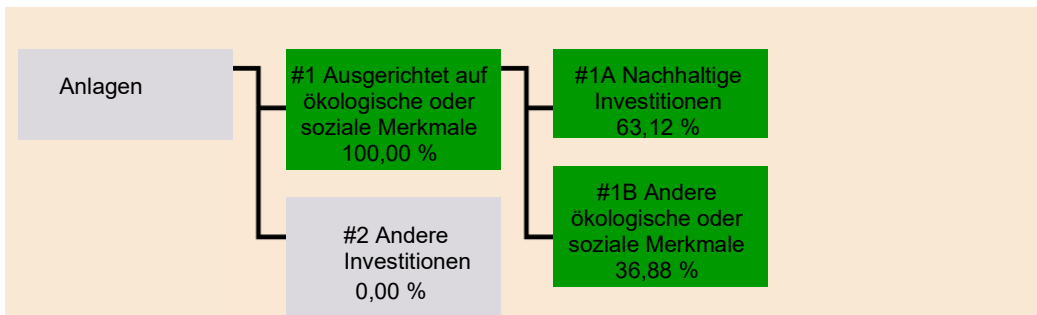 Anlagen
#1 Ausgerichtet auf
ökologische oder
soziale Merkmale
100,00 %
#2 Andere
Investitionen
0,00 %
#1A Nachhaltige
Investitionen
63,12 %
#1B Andere
ökologische oder
soziale Merkmale
36,88 %